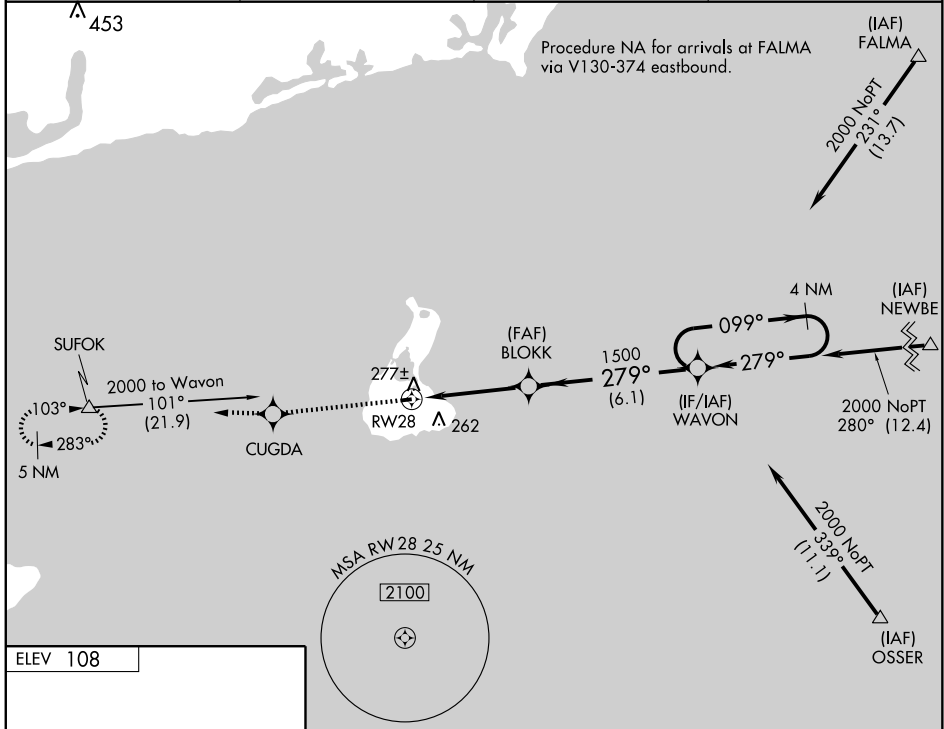 453
Procedure NA for arrivals at FALMA
via V130-374 eastbound.
(IAF)
FALMA
2000 NoPT
231°
(13.7)
4 NM
(IAF)
NEWBE
099°
279°
(FAF)
BLOKK
1500
279°
(6.1)
(IF/IAF)
WAVON
2000 NoPT
280° (12.4)
SUFOK
2000 to Wavon
101°
(21.9)
103°
283°
5 NM
CUGDA
277±
RW28
262
2000 NoPT
339°
(11.1)
(IAF)
OSSER
MSA RW28 25 NM
2100
ELEV 108